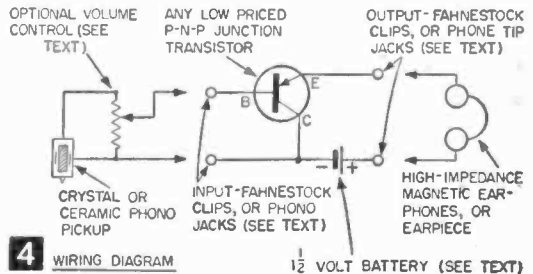 OPTIONAL VOLUME
CONTROL (SEE
TEXT)
ANY LOW PRICED
P-N-P JUNCTION
TRANSISTOR
OUTPUT-FAHNESTOCK
CLIPS, OR PHONE TIP
JACKS (SEE TEXT)
B
E
C
- +
CRYSTAL OR
CERAMIC PHONO
PICKUP
INPUT-FAHNESTOCK
CLIPS, OR PHONO
JACKS (SEE TEXT)
HIGH-IMPEDANCE
MAGNETIC EAR-
PHONES, OR
EARPIECE
4 WIRING DIAGRAM
1½ VOLT BATTERY (SEE TEXT)